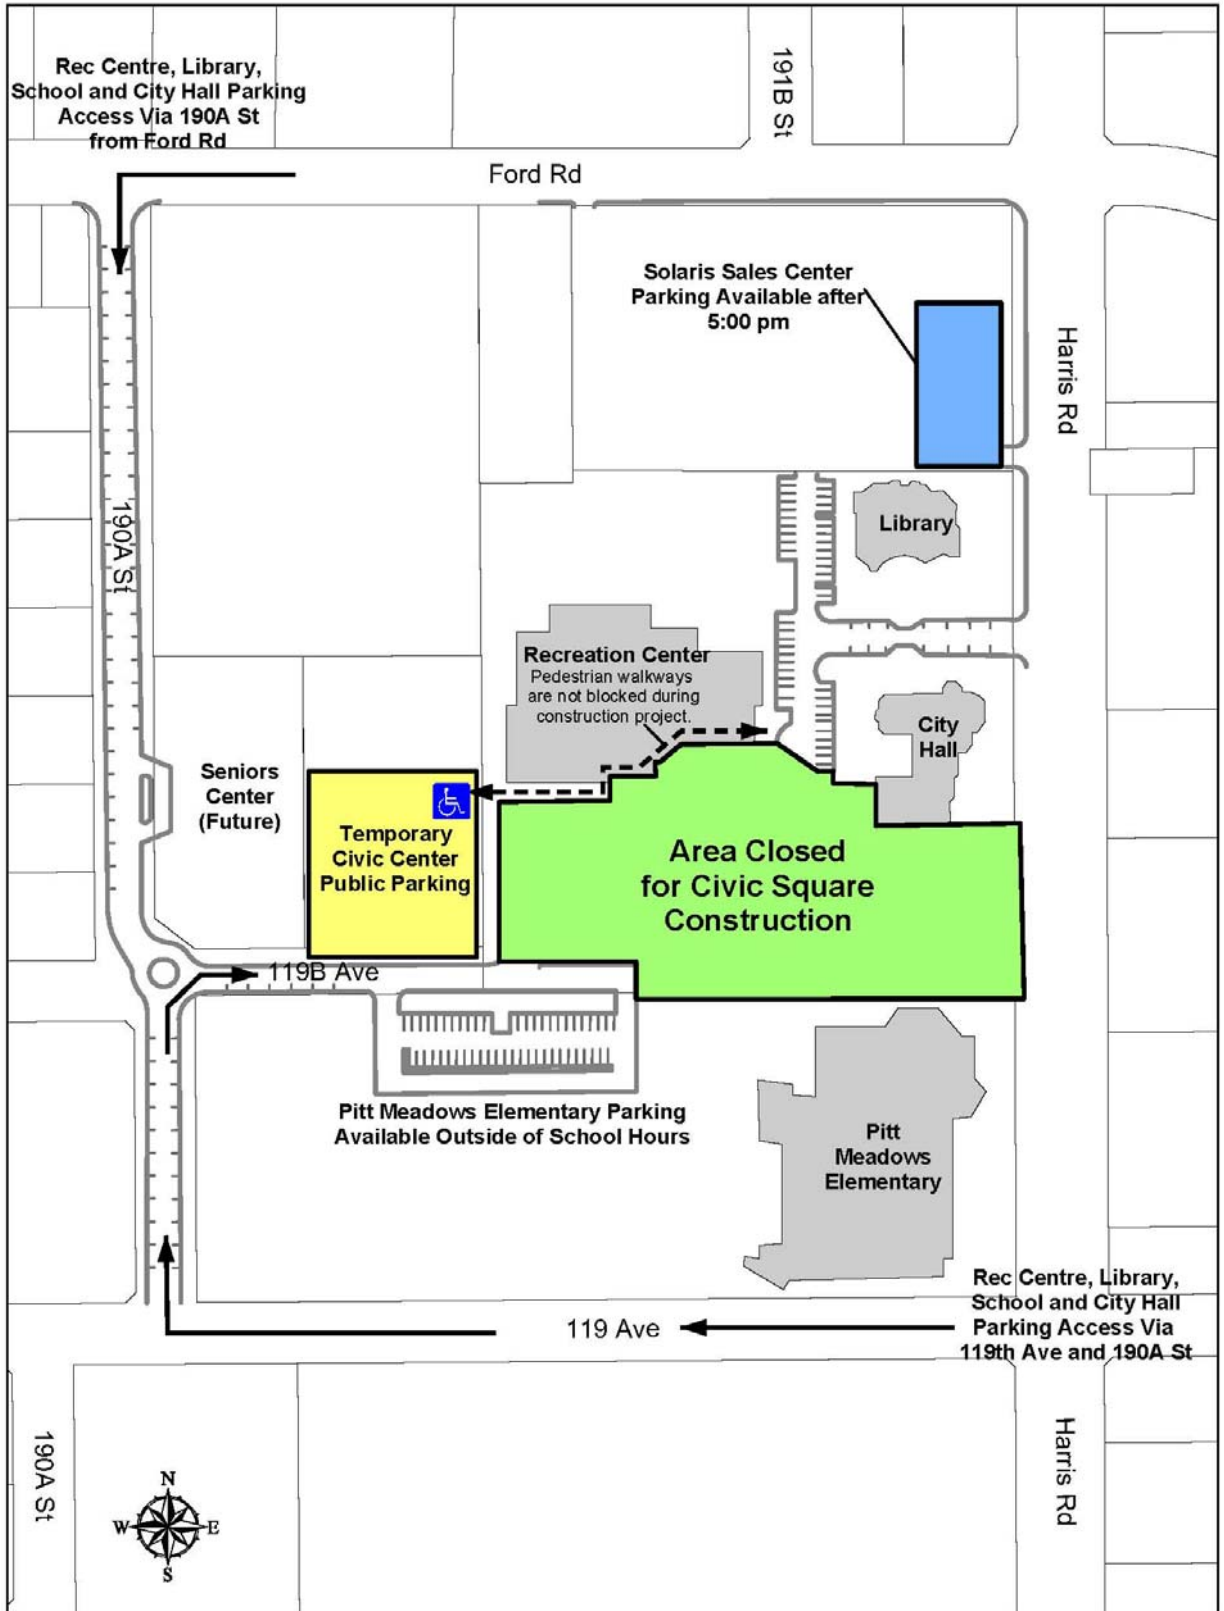 Rec Centre, Library,
School and City Hall Parking
Access Via 190A St
from Ford Rd
191B St
Ford Rd
Solaris Sales Center
Parking Available after
5:00 pm
Harris Rd
190A St
Library
Recreation Center
Pedestrian walkways
are not blocked during
construction project.
City
Hall
Seniors
Center
(Future)
Temporary
Civic Center
Public Parking
Area Closed
for Civic Square
Construction
119B Ave
Pitt Meadows Elementary Parking
Available Outside of School Hours
Pitt
Meadows
Elementary
Rec Centre, Library,
School and City Hall
Parking Access Via
119th Ave and 190A St
119 Ave
190A St
Harris Rd
N
W
E
S